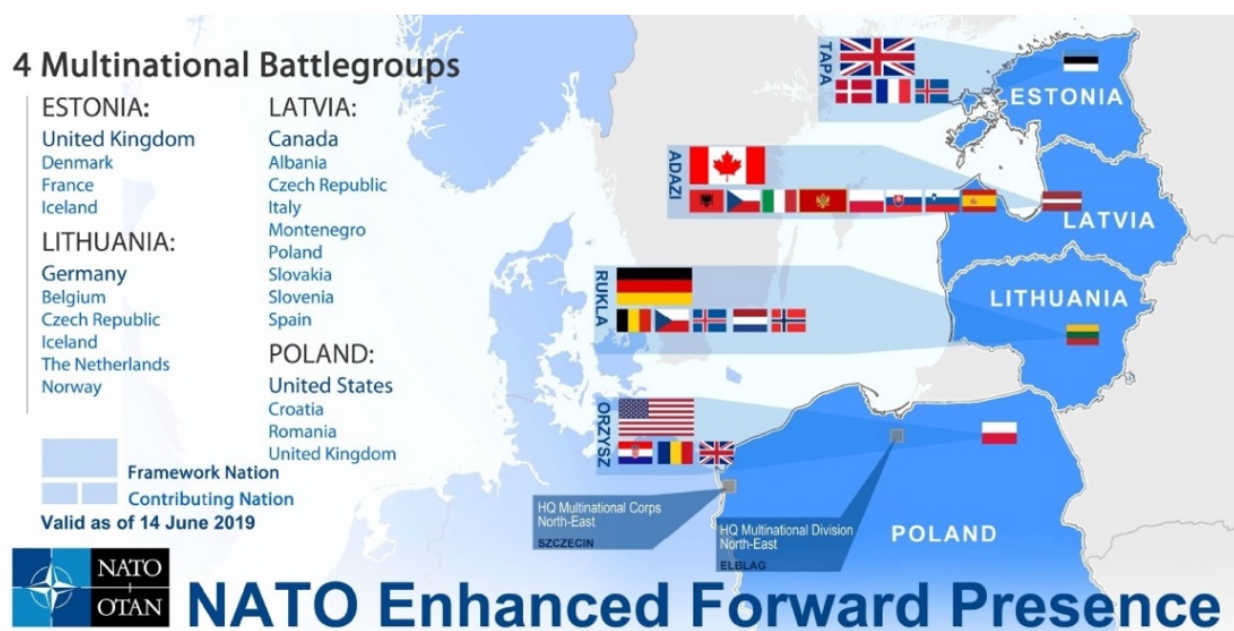 4 Multinational Battlegroups
ESTONIA:
United Kingdom
Denmark
France
Iceland
LITHUANIA:
Germany
Belgium
Czech Republic
Iceland
The Netherlands
Norway
LATVIA:
Canada
Albania
Czech Republic
Italy
Montenegro
Poland
Slovakia
Slovenia
Spain
POLAND:
United States
Croatia
Romania
United Kingdom
Framework Nation
Contributing Nation
Valid as of 14 June 2019
TAPA
ESTONIA
ADAZI
LATVIA
RUKLA
LITHUANIA
ORZYSZ
HQ Multinational Corps
North-East
SZCZECIN
HQ Multinational Division
North-East
ELBLAG
POLAND
NATO
OTAN
NATO Enhanced Forward Presence